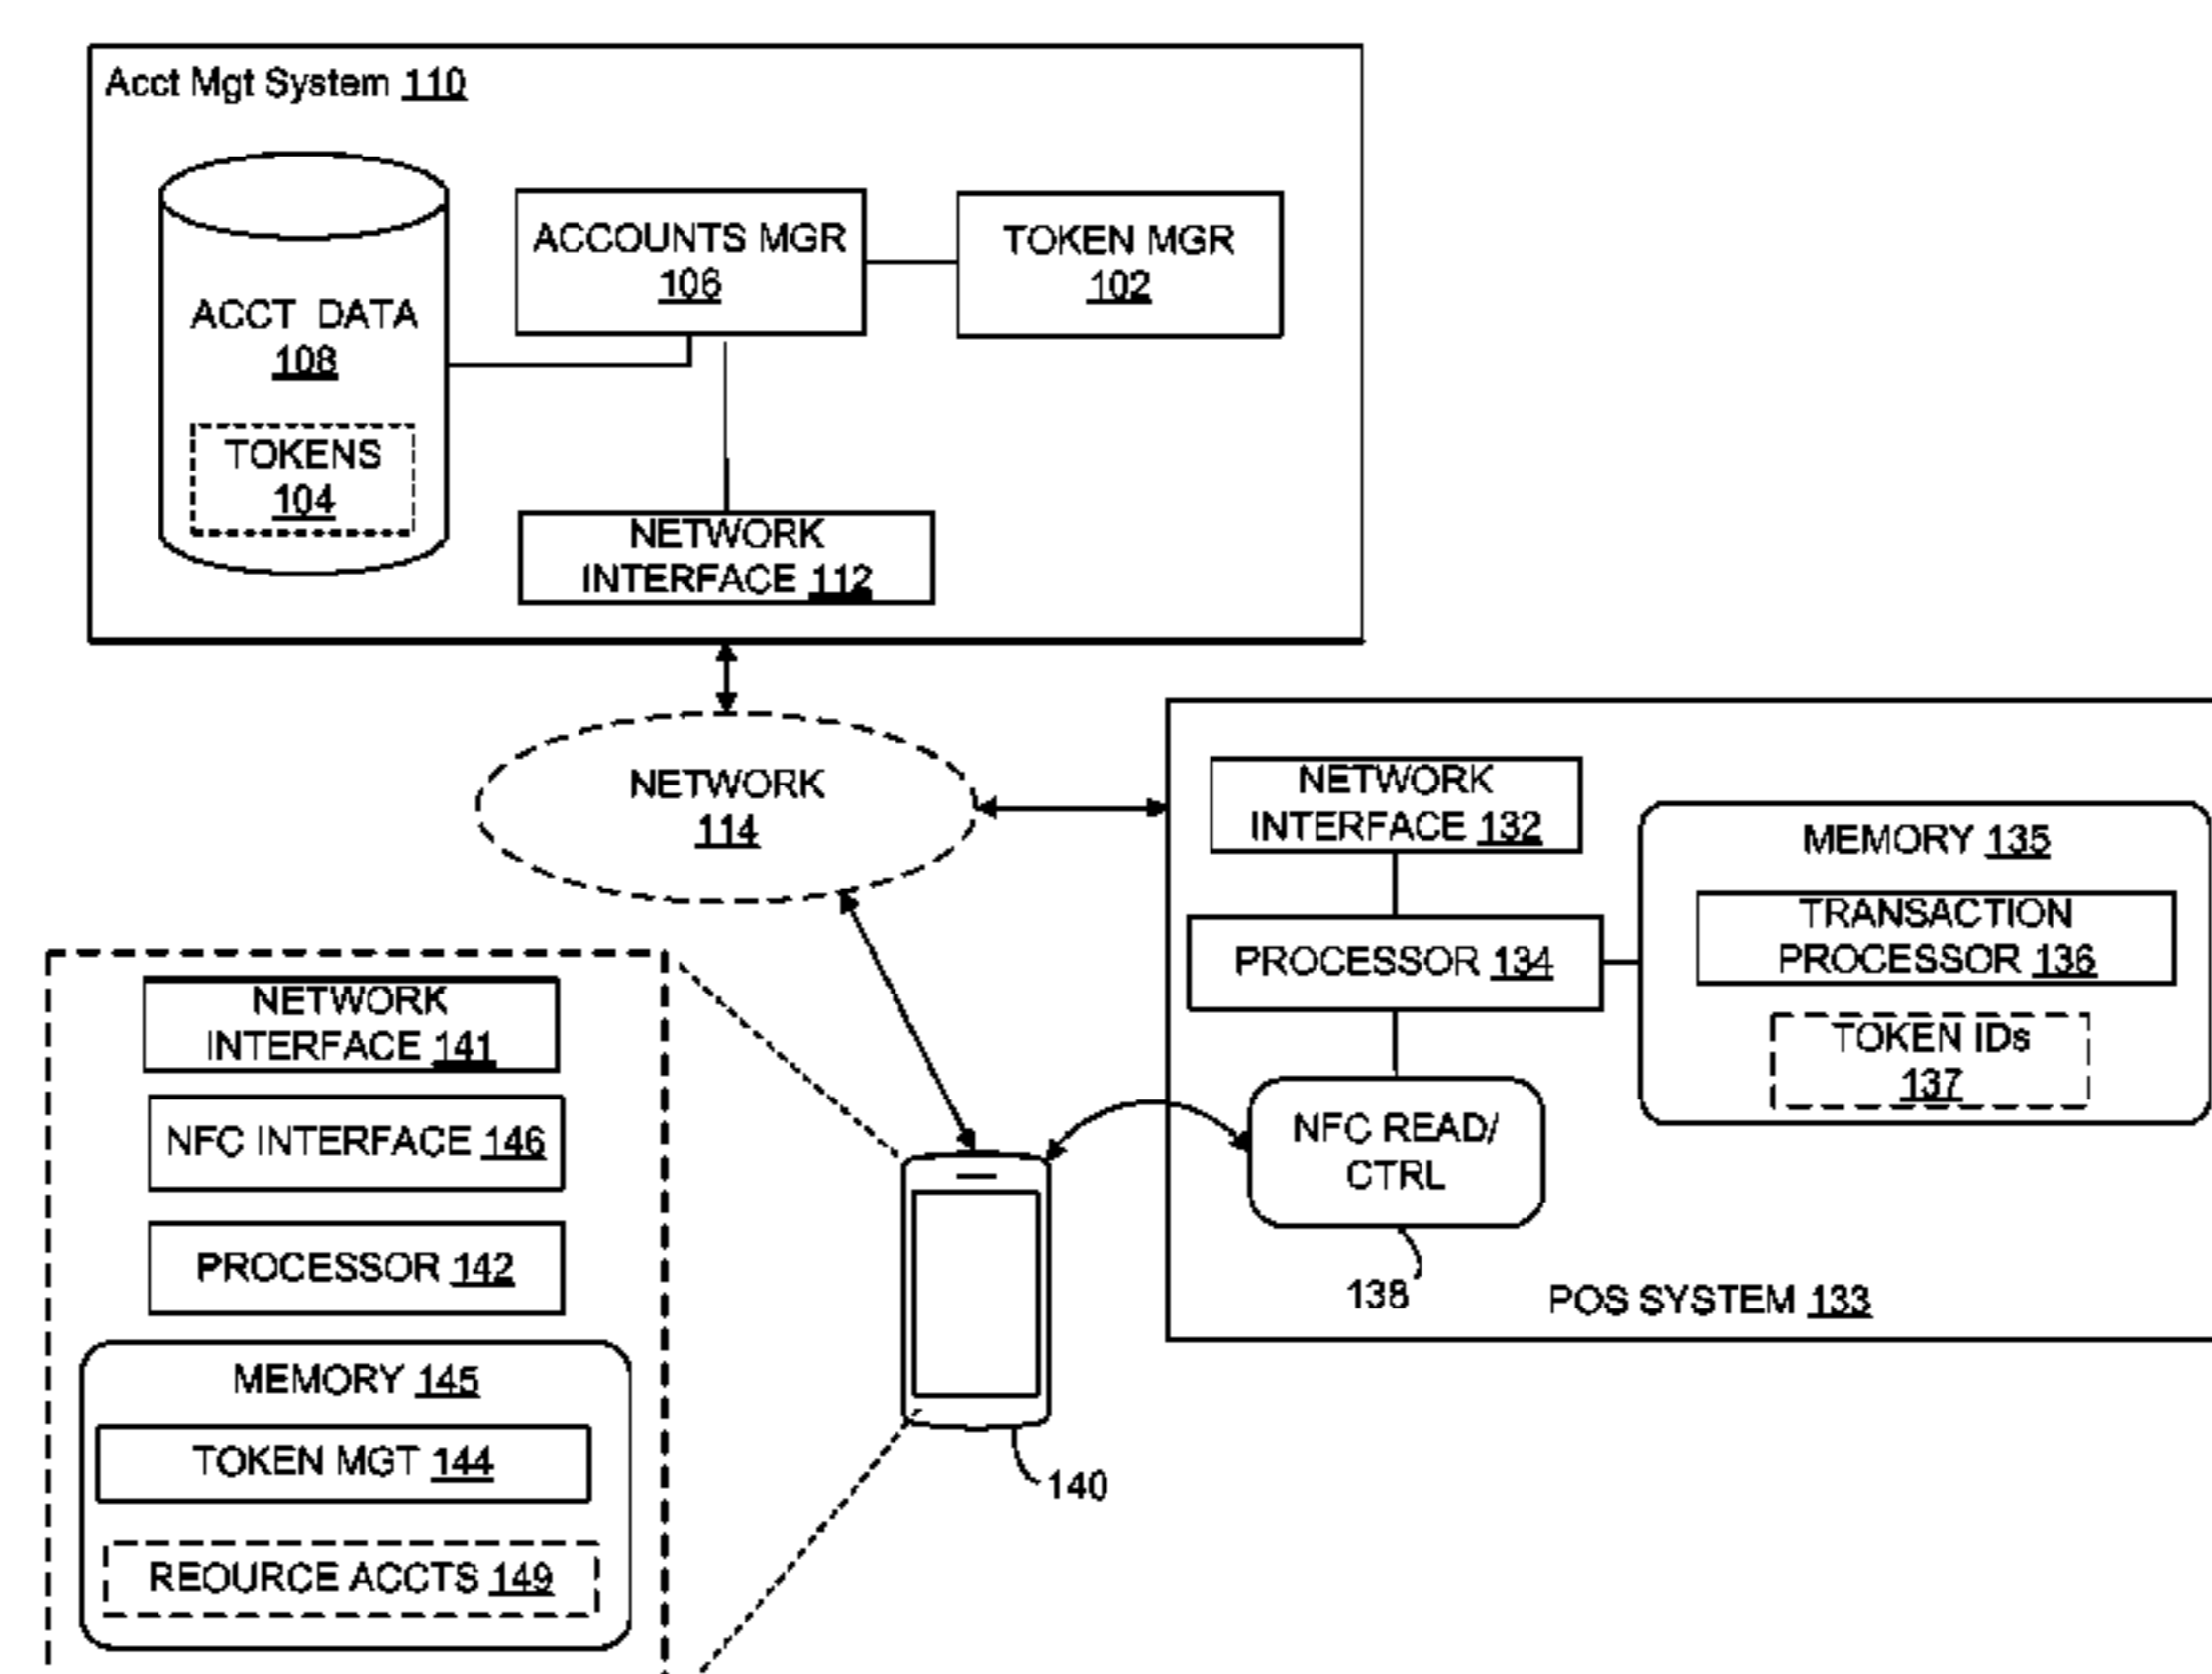 Acct Mgt System 110
ACCOUNTS MGR
106
TOKEN MGR
102
ACCT DATA
108
TOKENS
104
NETWORK
INTERFACE 112
NETWORK
114
NETWORK
INTERFACE 132
MEMORY 135
TRANSACTION
PROCESSOR 136
PROCESSOR 134
TOKEN IDs
137
NFC READ/
CTRL
138
POS SYSTEM 133
NETWORK
INTERFACE 141
NFC INTERFACE 146
PROCESSOR 142
MEMORY 145
TOKEN MGT 144
REOURCE ACCTS 149
140